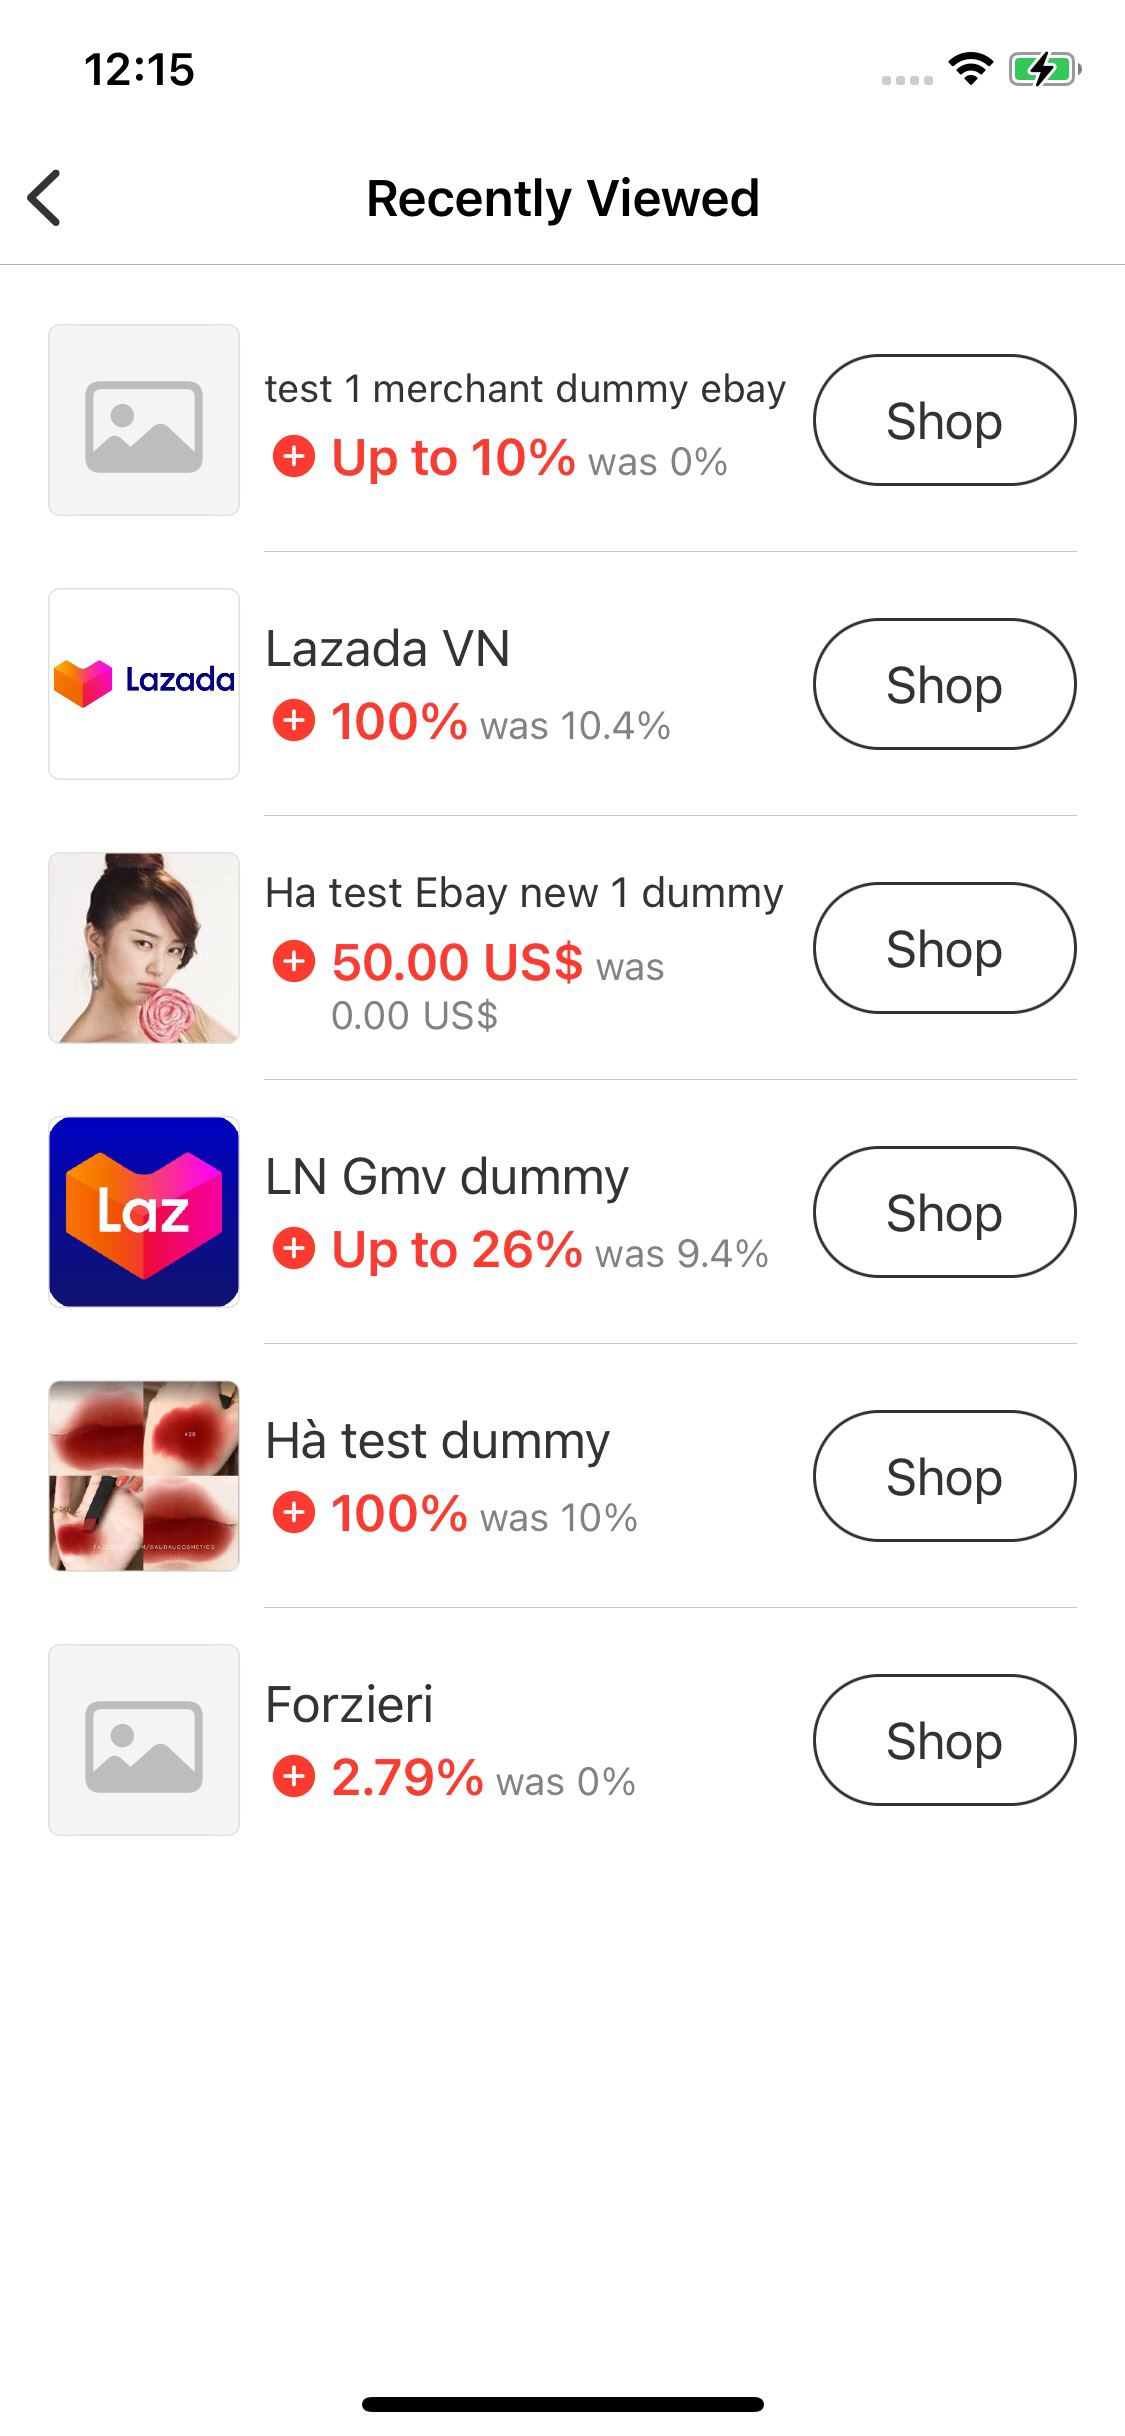 12:15
Recently Viewed
test 1 merchant dummy ebay
Up to 10% was 0%
Shop
Lazada
Lazada VN
100% was 10.4%
Shop
Ha test Ebay new 1 dummy
50.00 US$ was
0.00 US$
Shop
Laz
LN Gmv dummy
Up to 26% was 9.4%
Shop
Hà test dummy
100% was 10%
Shop
Forzieri
2.79% was 0%
Shop